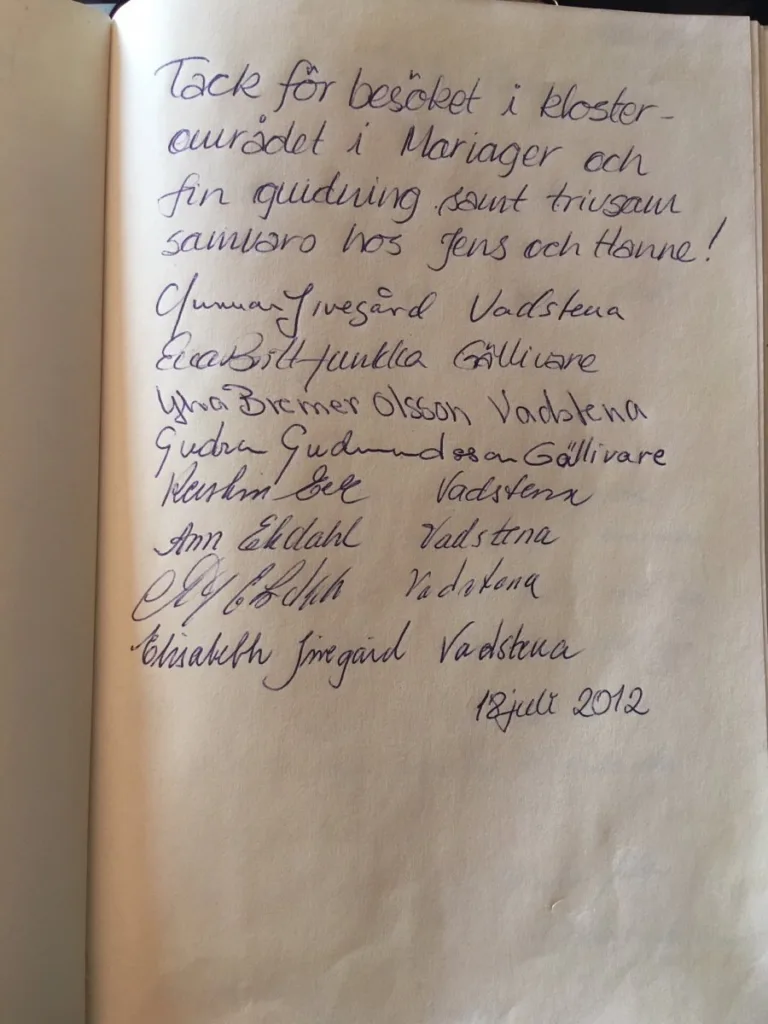 Tack för besöket i kloster-
området i Mariager och
fin guidning samt trivsam
samvaro hos Jens och Hanne!
Gunnar Jivegård Vadstena
Eva Britt Junkka Gällivare
Ylva Bremer Olsson Vadstena
Gudrun Gudmundsson Gällivare
Kerstin Eek Vadstena
Ann Ekdahl Vadstena
Vadstena
Elisabeth Jivegård Vadstena
18 juli 2012